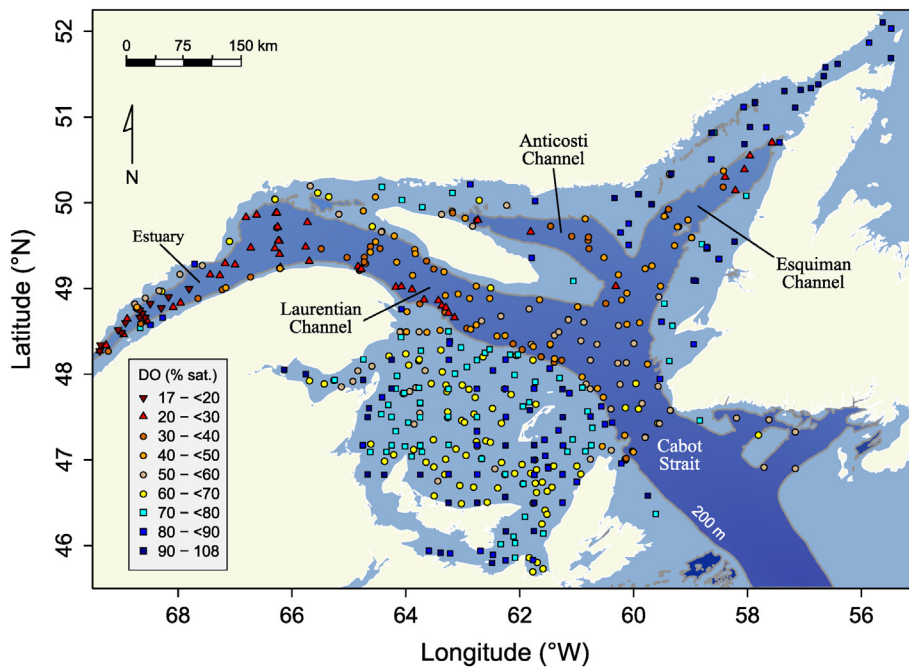 52
51
50
49
48
47
46
Latitude (°N)
0 75 150 km
N
Anticosti
Channel
Estuary
Esquiman
Channel
Laurentian
Channel
Cabot
Strait
200 m
DO (% sat.)
17 – <20
20 – <30
30 – <40
40 – <50
50 – <60
60 – <70
70 – <80
80 – <90
90 – 108
68 66 64 62 60 58 56
Longitude (°W)